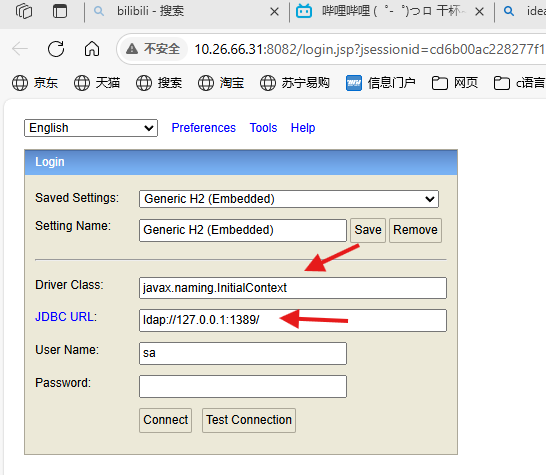 bilibili - 搜索
哔哩哔哩 (゜-゜)つロ 干杯~
idea
不安全
10.26.66.31:8082/login.jsp?jsessionid=cd6b00ac228277f1
京东 天猫 搜索 淘宝 苏宁易购 信息门户 网页 c语言
English Preferences Tools Help
Login
Saved Settings: Generic H2 (Embedded)
Setting Name: Generic H2 (Embedded) Save Remove
Driver Class: javax.naming.InitialContext
JDBC URL: ldap://127.0.0.1:1389/
User Name: sa
Password:
Connect Test Connection